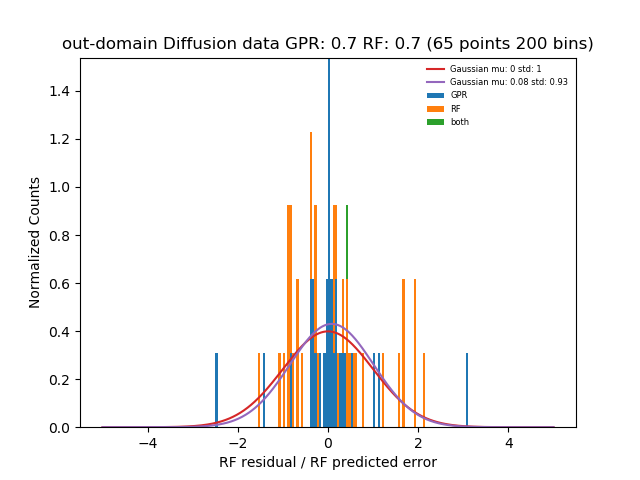 out-domain Diffusion data GPR: 0.7 RF: 0.7 (65 points 200 bins)
Gaussian mu: 0 std: 1
Gaussian mu: 0.08 std: 0.93
GPR
RF
both
Normalized Counts
1.4
1.2
1.0
0.8
0.6
0.4
0.2
0.0
−4 −2 0 2 4
RF residual / RF predicted error